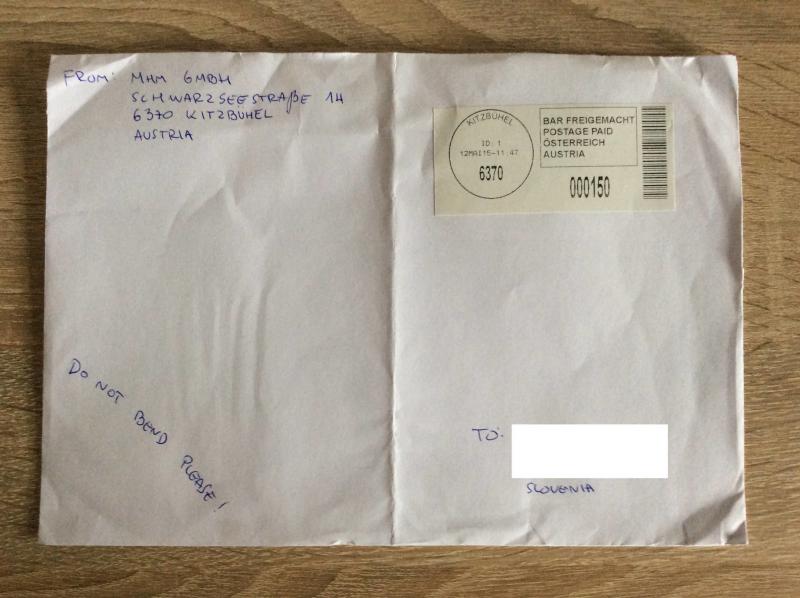 FROM: MHM GMBH
SCHWARZSEESTRAßE 14
6370 KITZBÜHEL
AUSTRIA
KITZBÜHEL
ID: 1
12MAI15-11:47
6370
BAR FREIGEMACHT
POSTAGE PAID
ÖSTERREICH
AUSTRIA
000150
DO NOT BEND PLEASE!
TO:
SLOVENIA